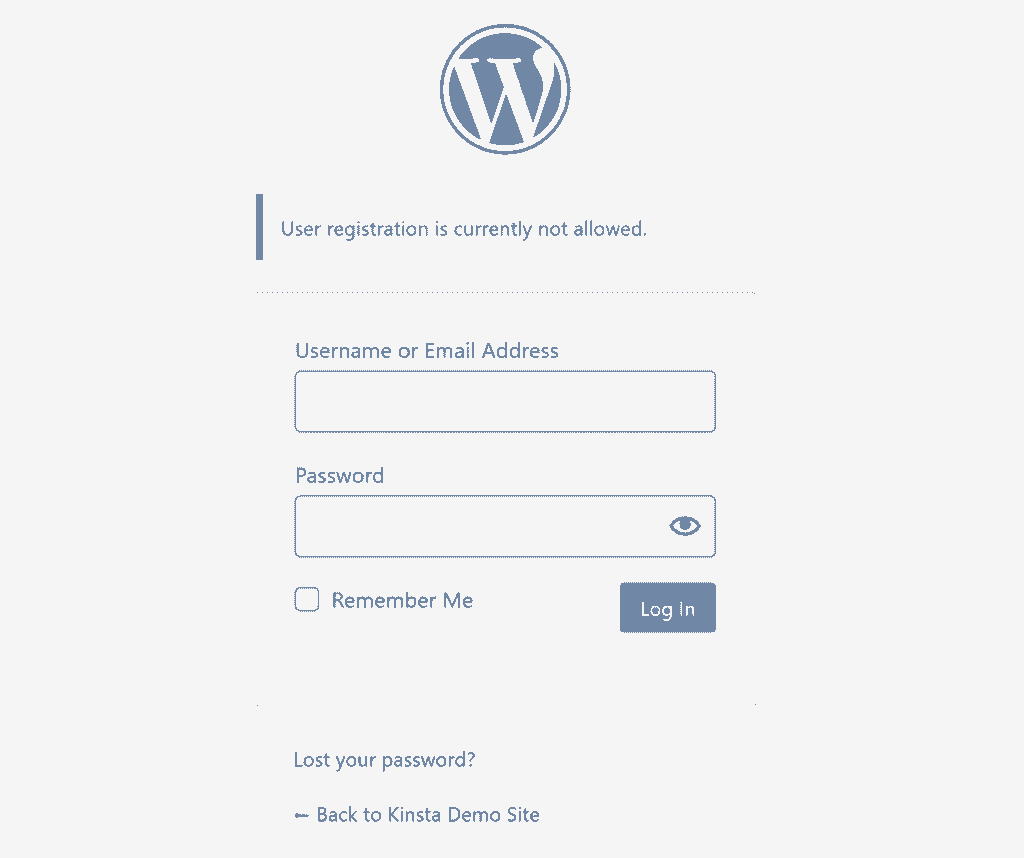 User registration is currently not allowed.
Username or Email Address
Password
Remember Me
Log In
Lost your password?
← Back to Kinsta Demo Site